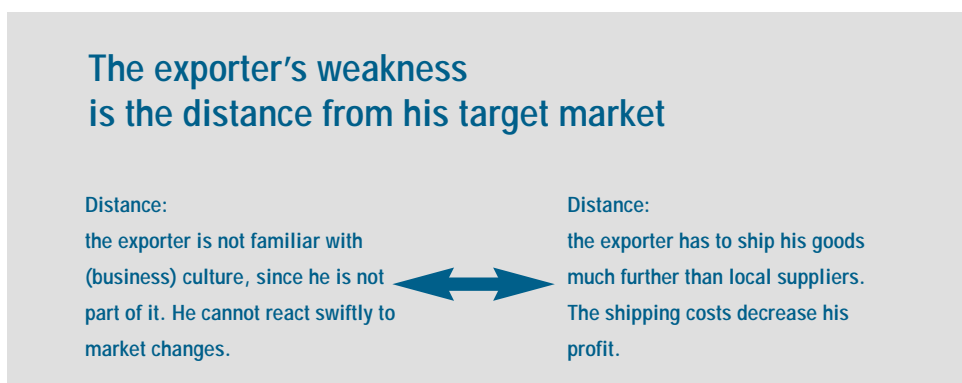 The exporter's weakness
is the distance from his target market
Distance:
the exporter is not familiar with
(business) culture, since he is not
part of it. He cannot react swiftly to
market changes.
Distance:
the exporter has to ship his goods
much further than local suppliers.
The shipping costs decrease his
profit.